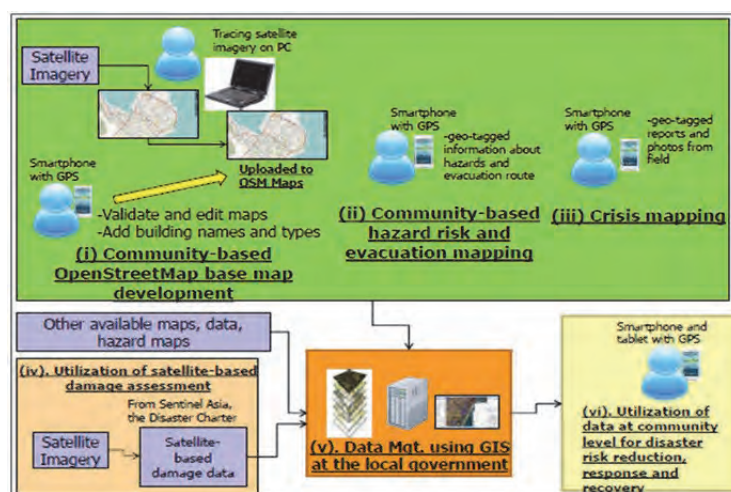 Tracing satellite
imagery on PC
Satellite
Imagery
Smartphone
with GPS
Uploaded to
OSM Maps
-Validate and edit maps
-Add building names and types
(i) Community-based
OpenStreetMap base map
development
Smartphone
with GPS
-geo-tagged
information about
hazards and
evacuation route
(ii) Community-based
hazard risk and
evacuation mapping
Smartphone
with GPS
-geo-tagged
reports and
photos from
field
(iii) Crisis mapping
Other available maps, data,
hazard maps
(iv). Utilization of satellite-based
damage assessment
From Sentinel Asia,
the Disaster Charter
Satellite
Imagery
Satellite-
based
damage data
(v). Data Mgt. using GIS
at the local government
Smartphone and
tablet with GPS
(vi). Utilization of
data at community
level for disaster
risk reduction,
response and
recovery